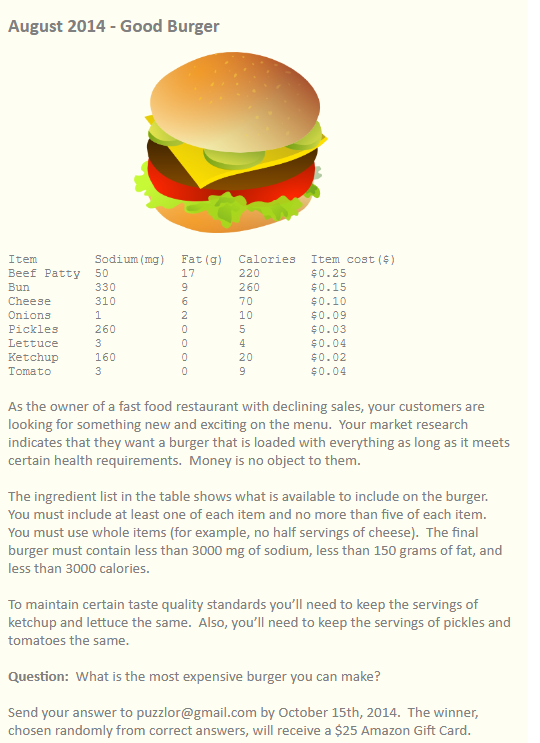 August 2014 - Good Burger
Item Sodium(mg) Fat(g) Calories Item cost($)
Beef Patty 50 17 220 $0.25
Bun 330 9 260 $0.15
Cheese 310 6 70 $0.10
Onions 1 2 10 $0.09
Pickles 260 0 5 $0.03
Lettuce 3 0 4 $0.04
Ketchup 160 0 20 $0.02
Tomato 3 0 9 $0.04
As the owner of a fast food restaurant with declining sales, your customers are
looking for something new and exciting on the menu. Your market research
indicates that they want a burger that is loaded with everything as long as it meets
certain health requirements. Money is no object to them.
The ingredient list in the table shows what is available to include on the burger.
You must include at least one of each item and no more than five of each item.
You must use whole items (for example, no half servings of cheese). The final
burger must contain less than 3000 mg of sodium, less than 150 grams of fat, and
less than 3000 calories.
To maintain certain taste quality standards you’ll need to keep the servings of
ketchup and lettuce the same. Also, you’ll need to keep the servings of pickles and
tomatoes the same.
Question: What is the most expensive burger you can make?
Send your answer to puzzlor@gmail.com by October 15th, 2014. The winner,
chosen randomly from correct answers, will receive a $25 Amazon Gift Card.